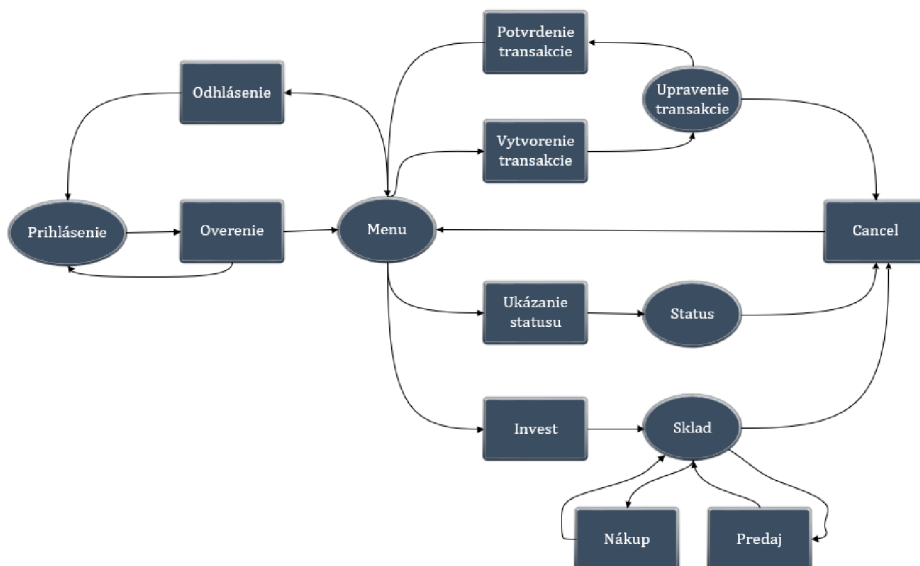 Potvrdenie
transakcie
Odhlásenie
Upravenie
transakcie
Vytvorenie
transakcie
Prihlásenie
Overenie
Menu
Cancel
Ukázanie
statusu
Status
Invest
Sklad
Nákup
Predaj